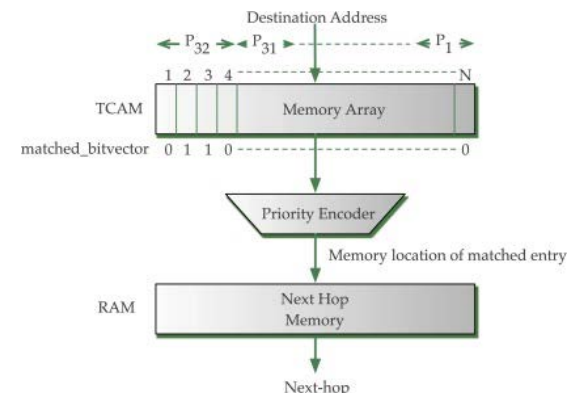 Destination Address
P32 P31 P1
1 2 3 4 N
TCAM Memory Array
matched_bitvector 0 1 1 0 0
Priority Encoder
Memory location of matched entry
RAM Next Hop
Memory
Next-hop